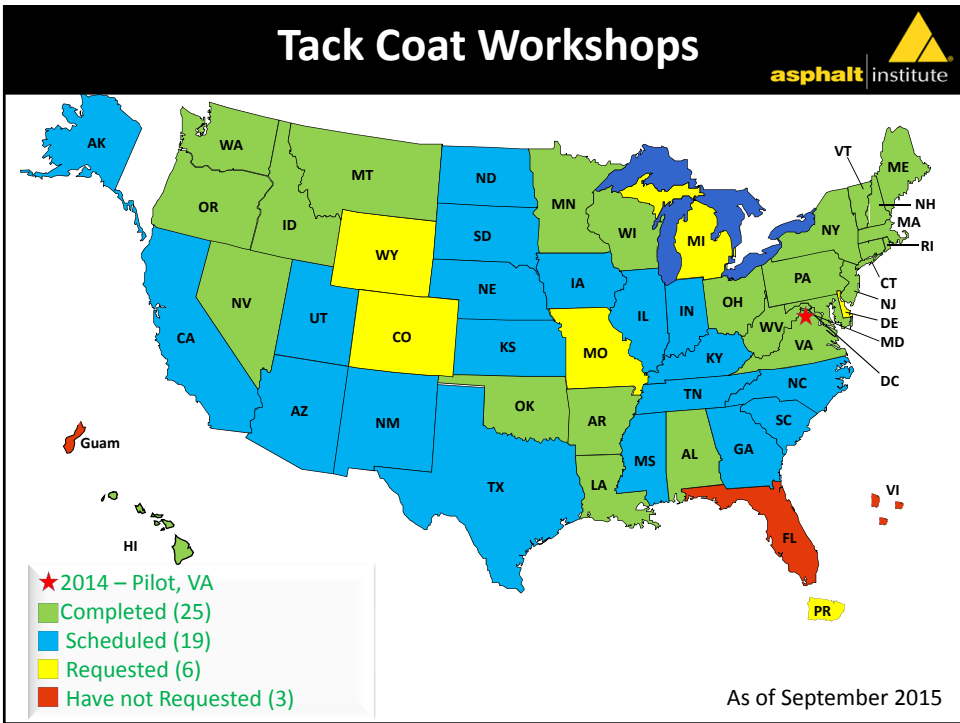 Tack Coat Workshops
asphalt institute
AK
WA
MT
ND
MN
VT
ME
OR
ID
SD
WI
MI
NY
NH
MA
RI
WY
NE
IA
PA
CT
NV
UT
CO
KS
IL
IN
OH
NJ
DE
MD
CA
MO
WV
VA
KY
DC
AZ
NM
OK
AR
TN
NC
SC
Guam
TX
LA
MS
AL
GA
FL
VI
HI
PR
2014 – Pilot, VA
Completed (25)
Scheduled (19)
Requested (6)
Have not Requested (3)
As of September 2015